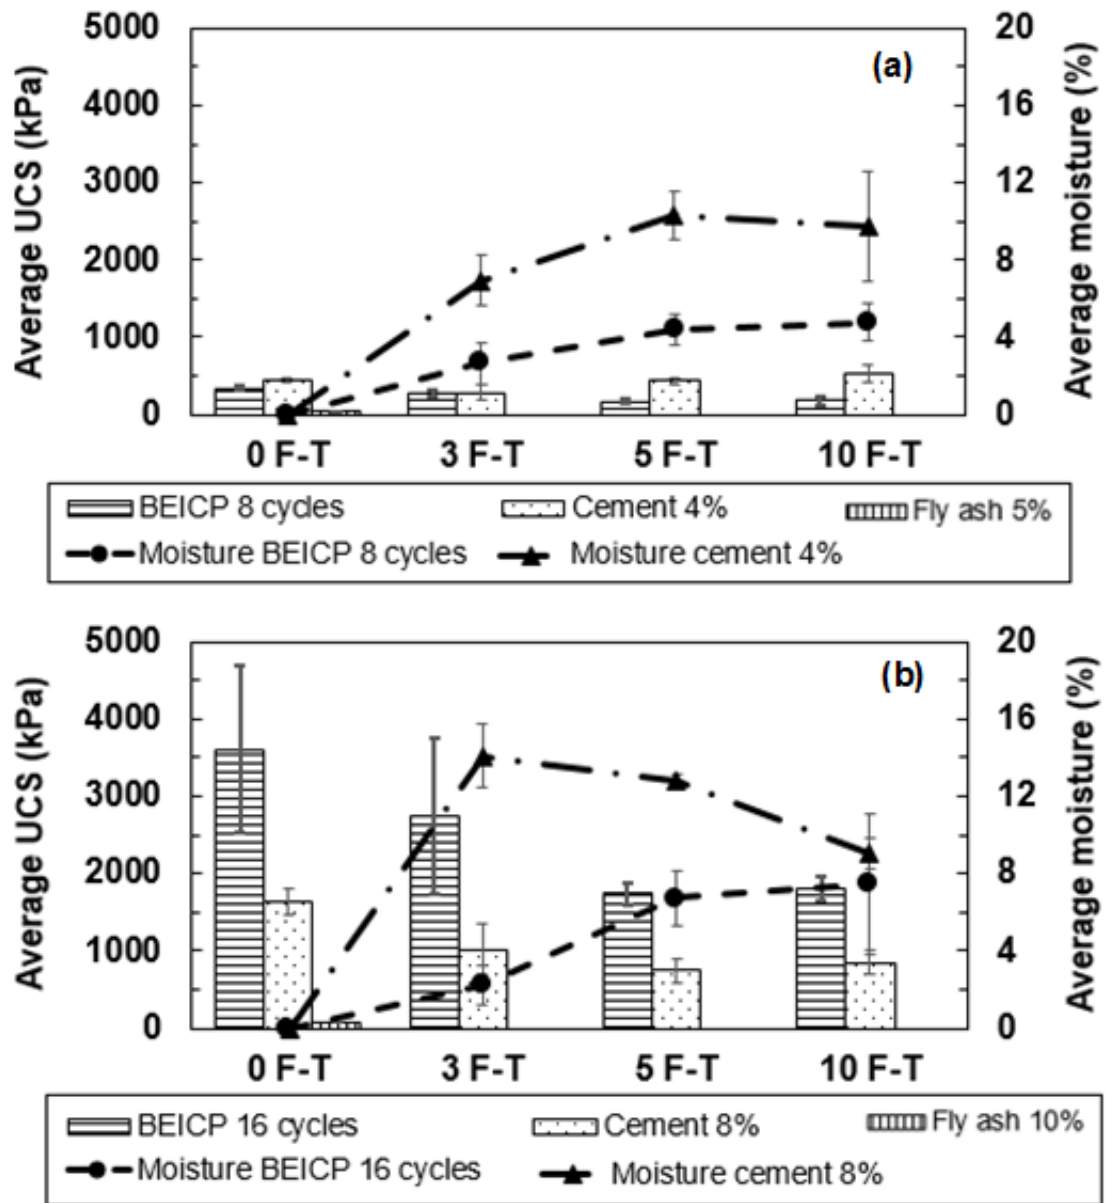 (a)
Average UCS (kPa)
5000
4000
3000
2000
1000
0
20
16
12
8
4
0
Average moisture (%)
0 F-T 3 F-T 5 F-T 10 F-T
BEICP 8 cycles Cement 4% Fly ash 5%
Moisture BEICP 8 cycles Moisture cement 4%
(b)
Average UCS (kPa)
5000
4000
3000
2000
1000
0
20
16
12
8
4
0
Average moisture (%)
0 F-T 3 F-T 5 F-T 10 F-T
BEICP 16 cycles Cement 8% Fly ash 10%
Moisture BEICP 16 cycles Moisture cement 8%